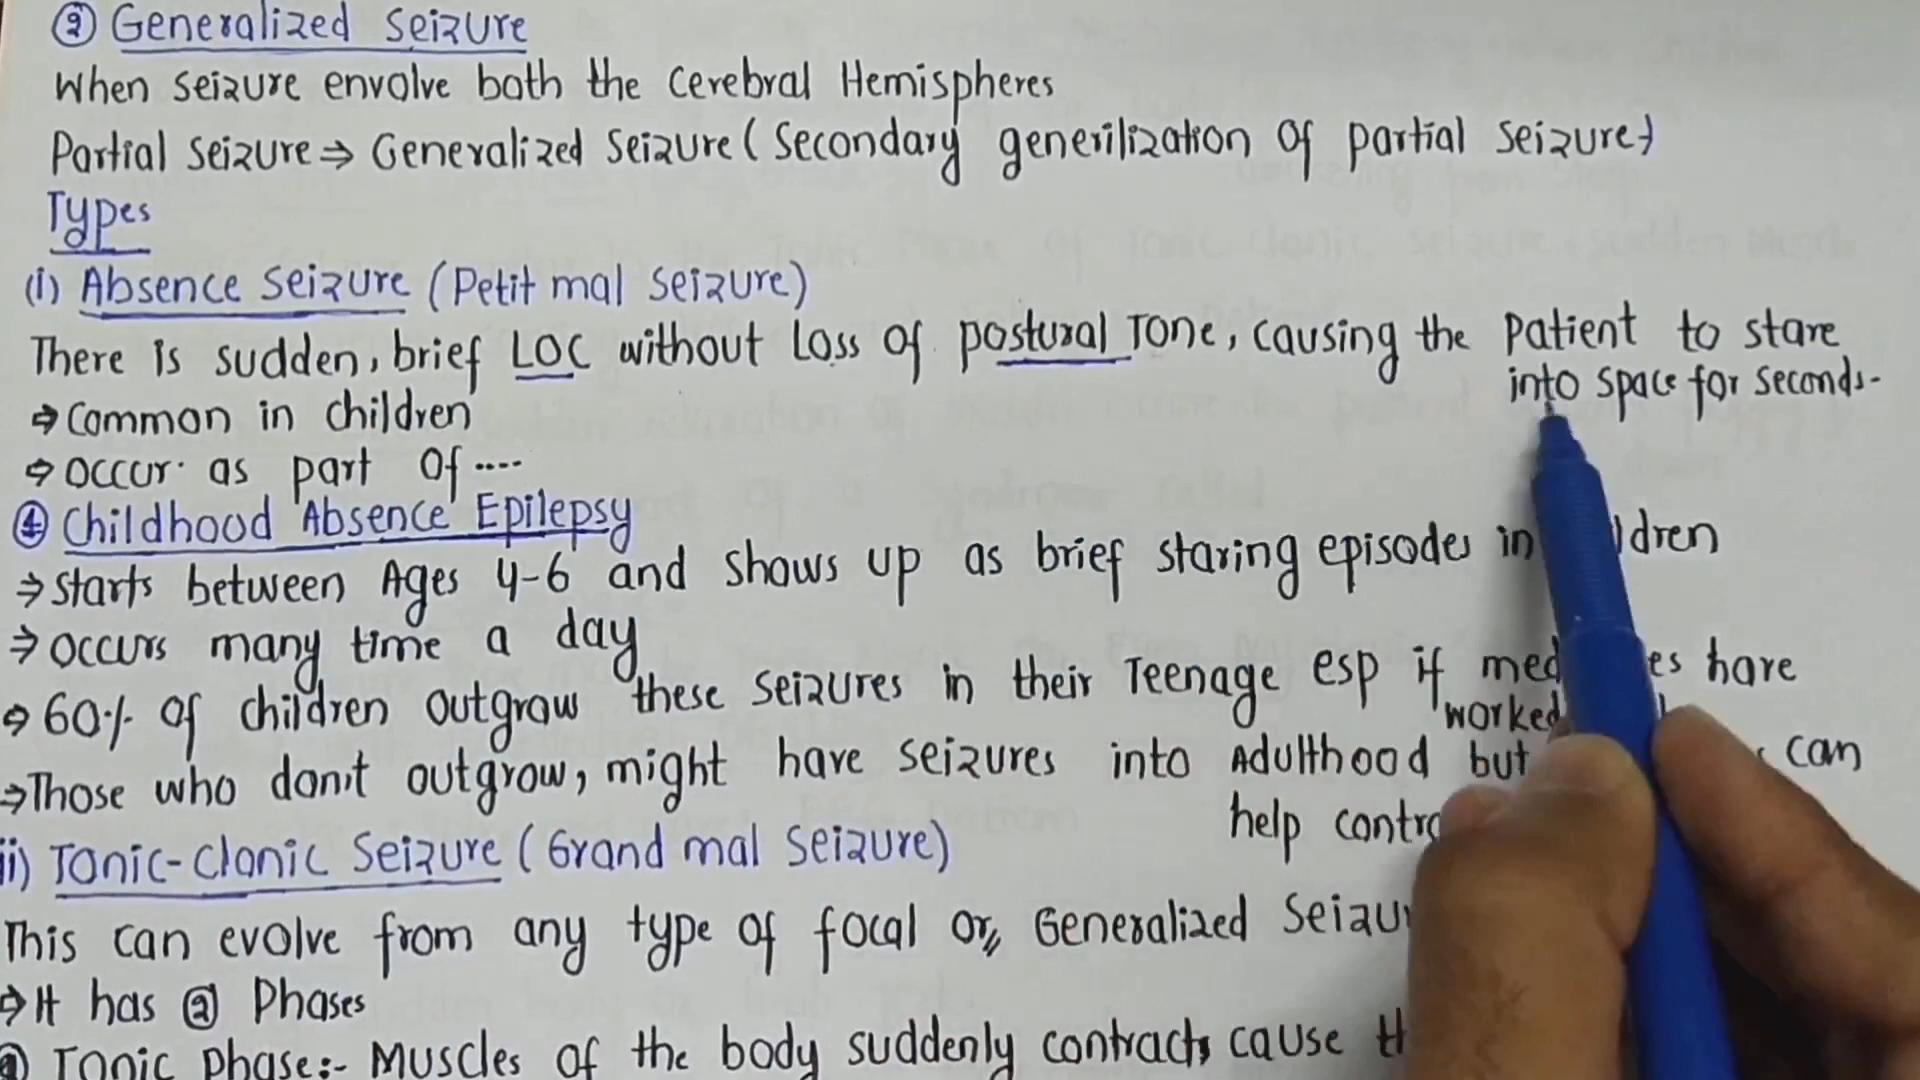 ② Generalized Seizure
When seizure envolve both the cerebral Hemispheres
Partial seizure ⇒ Generalized seizure (Secondary generilization of partial seizure)
Types
(i) Absence seizure (Petit mal seizure)
There is sudden, brief LOC without Loss of postural Tone, causing the patient to stare
into space for seconds-
⇒ Common in children
⇒ occur as part of ....
④ Childhood Absence Epilepsy
⇒ starts between Ages 4-6 and shows up as brief staring episodes in
⇒ occurs many time a day
⇒ 60% of children outgrow these seizures in their Teenage esp if have
worked
⇒ Those who don't outgrow, might have seizures into Adulthood but can
help
ii) Tonic-clonic Seizure (Grand mal seizure)
This can evolve from any type of focal or Generalized
⇒ It has ② Phases
Tonic phase:- Muscles of the body suddenly contract, cause